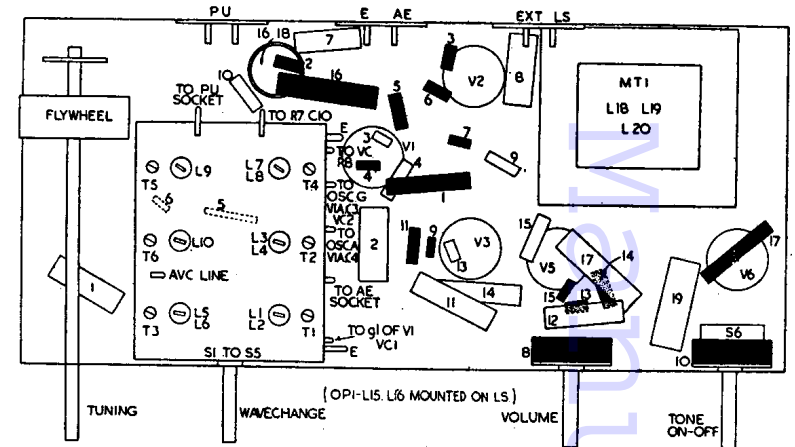 PU
E AE
EXT LS
16 18
7
2
3
V2
8
MT1
L18 L19
L20
10
16
5
6
TO PU
SOCKET
FLYWHEEL
TO R7 C10
E
TO VC
R8
3
V1
4
4
7
9
1
L9
L7
L8
T5
T4
6
5
TO
OSC G
VIA C3
VC2
TO
OSC A
VIA C4
2
11
9
13
V3
15
17
14
V5
17
V6
L10
L3
L4
T6
T2
AVC LINE
1
TO AE
SOCKET
11
14
15
13
12
19
L5
L6
L1
L2
T3
T1
TO g1 OF V1
VC1
E
S1 TO S5
8
S6
10
(OP1-L15. L16 MOUNTED ON LS)
TUNING
WAVECHANGE
VOLUME
TONE
ON-OFF
Manu